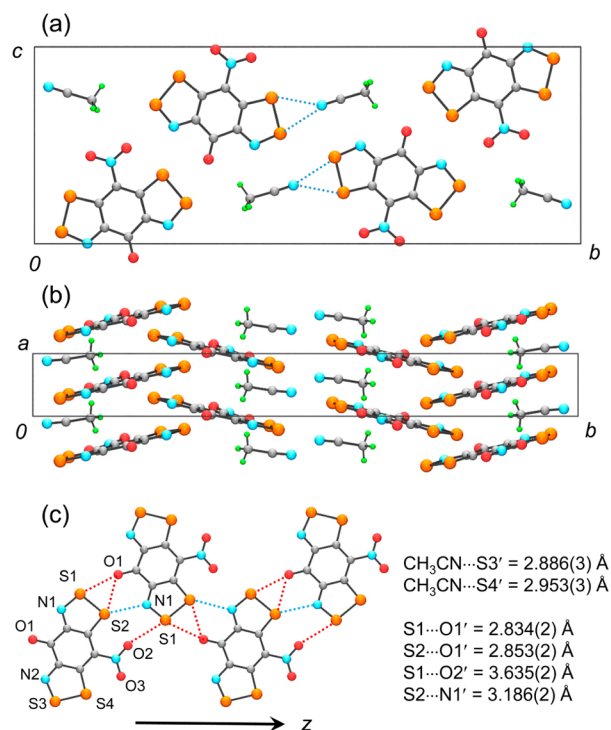 (a)
c
0
b
(b)
a
0
b
(c)
O1
S1
N1
N1
S1
S2
O1
O2
N2
O3
S3
S4
z
CH₃CN···S3′ = 2.886(3) Å
CH₃CN···S4′ = 2.953(3) Å
S1···O1′ = 2.834(2) Å
S2···O1′ = 2.853(2) Å
S1···O2′ = 3.635(2) Å
S2···N1′ = 3.186(2) Å